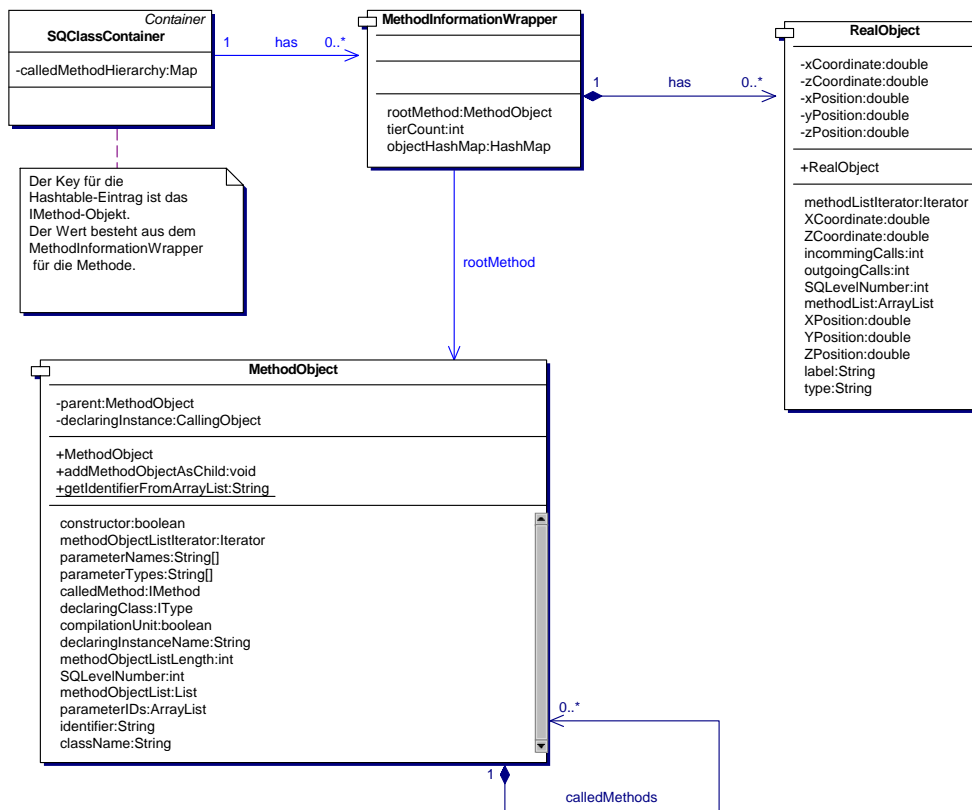 Container
SQClassContainer
-calledMethodHierarchy:Map
1 has 0..*
MethodInformationWrapper
rootMethod:MethodObject
tierCount:int
objectHashMap:HashMap
1 has 0..*
RealObject
-xCoordinate:double
-zCoordinate:double
-xPosition:double
-yPosition:double
-zPosition:double
+RealObject
methodListIterator:Iterator
XCoordinate:double
ZCoordinate:double
incommingCalls:int
outgoingCalls:int
SQLevelNumber:int
methodList:ArrayList
XPosition:double
YPosition:double
ZPosition:double
label:String
type:String
Der Key für die
Hashtable-Eintrag ist das
IMethod-Objekt.
Der Wert besteht aus dem
MethodInformationWrapper
für die Methode.
rootMethod
MethodObject
-parent:MethodObject
-declaringInstance:CallingObject
+MethodObject
+addMethodObjectAsChild:void
+getIdentifierFromArrayList:String
constructor:boolean
methodObjectListIterator:Iterator
parameterNames:String[]
parameterTypes:String[]
calledMethod:IMethod
declaringClass:IType
compilationUnit:boolean
declaringInstanceName:String
methodObjectListLength:int
SQLevelNumber:int
methodObjectList:List
parameterIDs:ArrayList
identifier:String
className:String
0..*
1
calledMethods